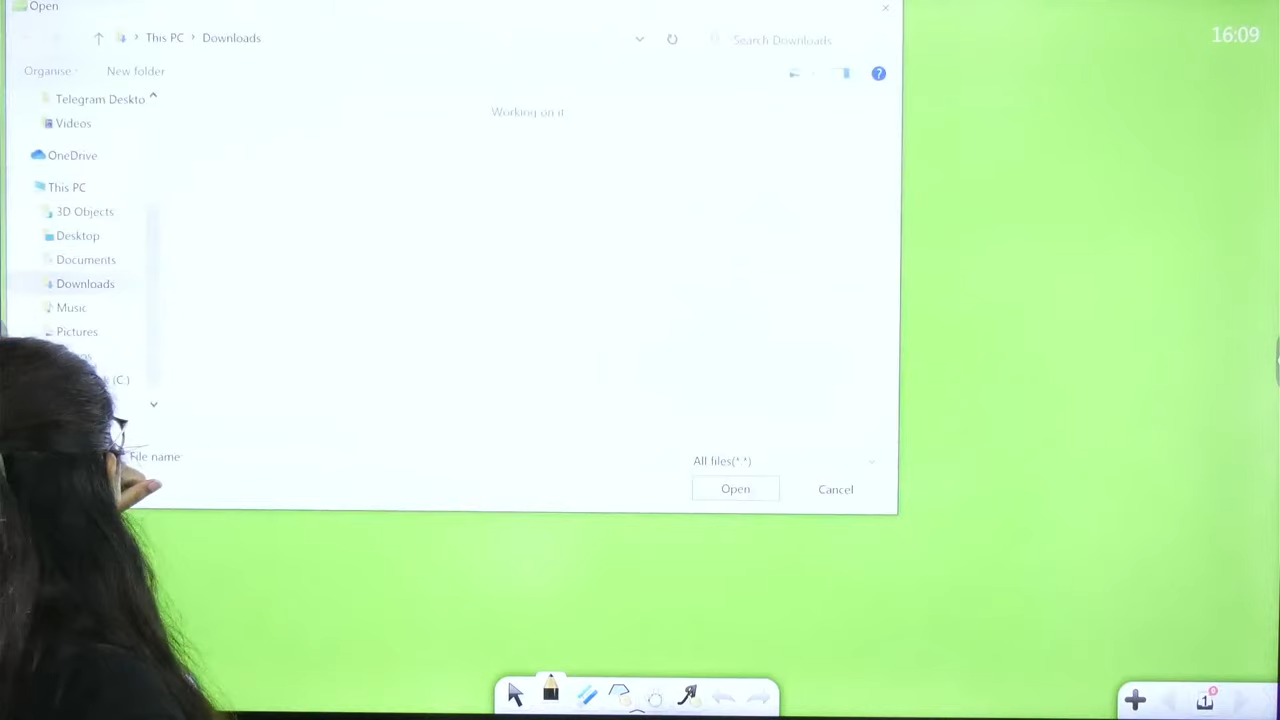 Open
16:09
This PC > Downloads
Search Downloads
Organise
New folder
?
Telegram Deskto
Working on it
Videos
OneDrive
This PC
3D Objects
Desktop
Documents
Downloads
Music
Pictures
(C:)
File name
All files(*.*)
Open
Cancel
1